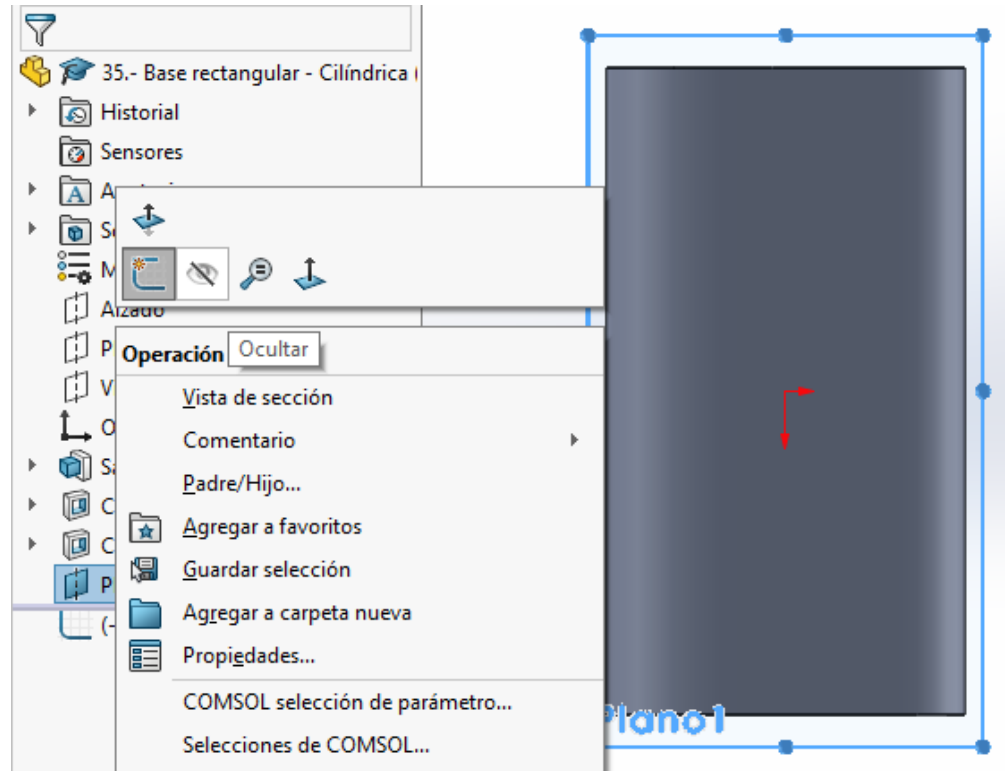 35.- Base rectangular - Cilíndrica (
Historial
Sensores
A
S
M
Alzado
P
Operación
Ocultar
V
Vista de sección
O
Comentario
S
Padre/Hijo...
C
Agregar a favoritos
C
Guardar selección
P
Agregar a carpeta nueva
(-
Propiedades...
COMSOL selección de parámetro...
Selecciones de COMSOL...
Plano1